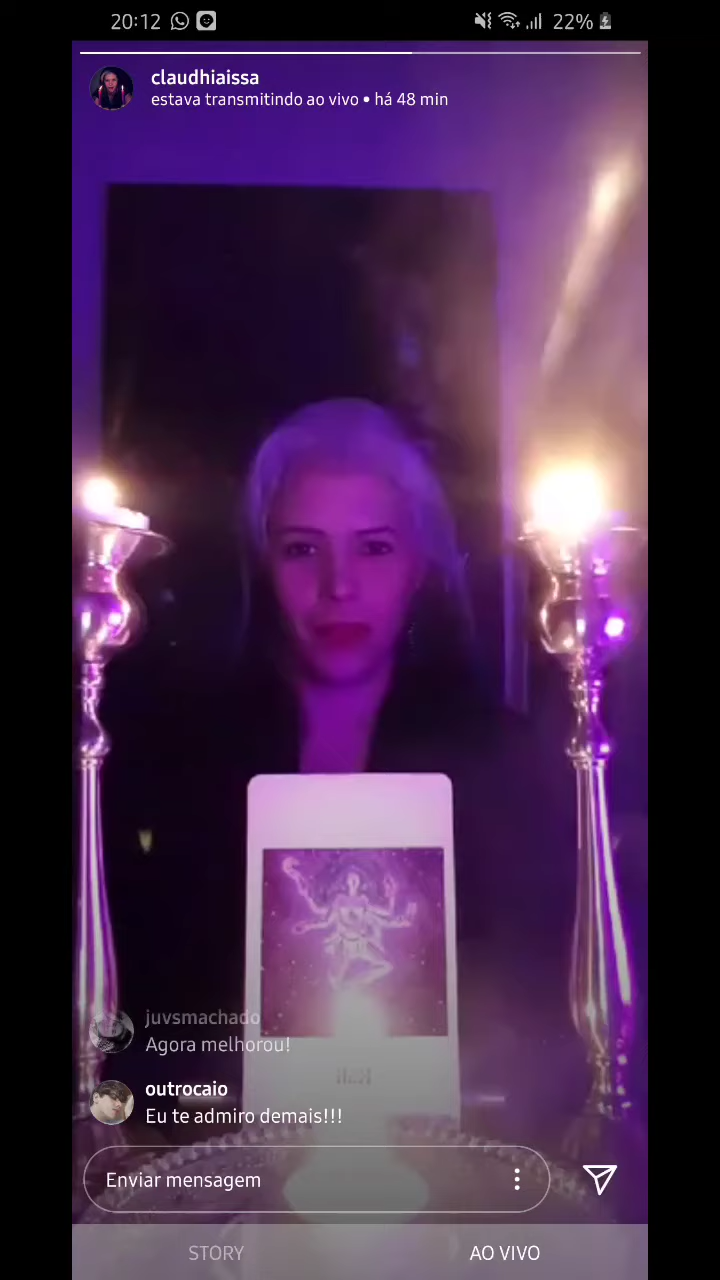 20:12
22%
claudhiaissa
estava transmitindo ao vivo • há 48 min
juvsmachado
Agora melhorou!
outrocaio
Eu te admiro demais!!!
Enviar mensagem
STORY
AO VIVO